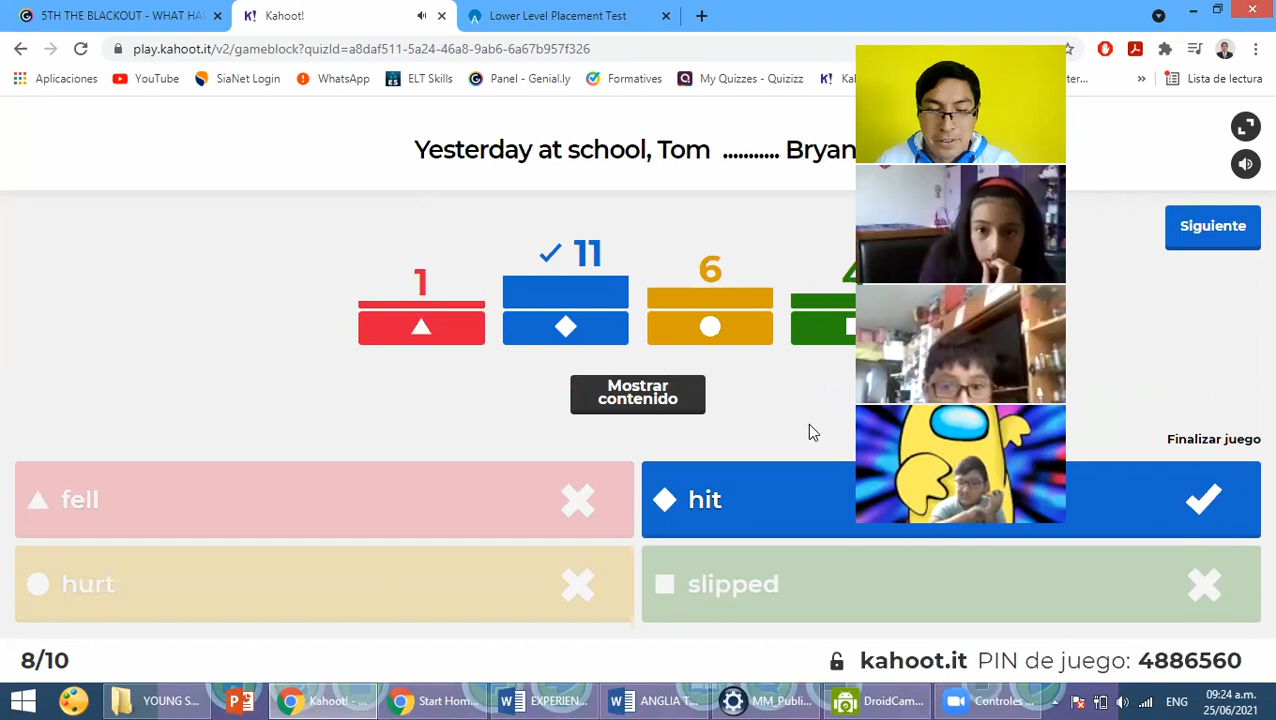 5TH THE BLACKOUT - WHAT HA
Kahoot!
Lower Level Placement Test
play.kahoot.it/v2/gameblock?quizId=a8daf511-5a24-46a8-9ab6-6a67b957f326
Aplicaciones
YouTube
SiaNet Login
WhatsApp
ELT Skills
Panel - Genial.ly
Formatives
My Quizzes - Quizizz
ter...
»
Lista de lectura
Yesterday at school, Tom ........... Bryan
Siguiente
1
11
6
4
Mostrar
contenido
Finalizar juego
fell
hit
hurt
slipped
8/10
kahoot.it PIN de juego: 4886560
YOUNG S...
Kahoot! - ...
Start Hom...
EXPERIEN...
ANGLIA T...
MM_Publi...
DroidCam...
Controles ...
ENG
09:24 a.m.
25/06/2021